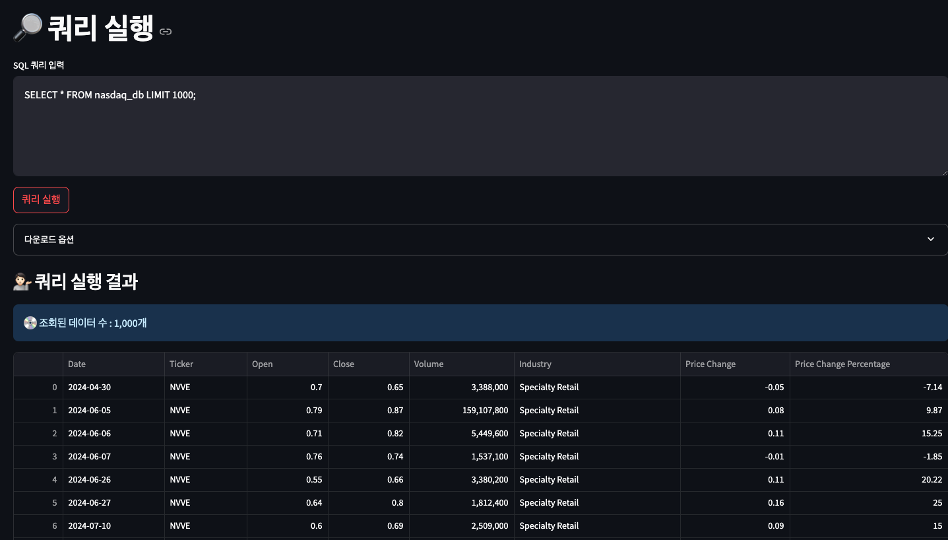 쿼리 실행
SQL 쿼리 입력
SELECT * FROM nasdaq_db LIMIT 1000;
쿼리 실행
다운로드 옵션
쿼리 실행 결과
조회된 데이터 수 : 1,000개
Date Ticker Open Close Volume Industry Price Change Price Change Percentage
0 2024-04-30 NVVE 0.7 0.65 3,388,000 Specialty Retail -0.05 -7.14
1 2024-06-05 NVVE 0.79 0.87 159,107,800 Specialty Retail 0.08 9.87
2 2024-06-06 NVVE 0.71 0.82 5,449,600 Specialty Retail 0.11 15.25
3 2024-06-07 NVVE 0.76 0.74 1,537,100 Specialty Retail -0.01 -1.85
4 2024-06-26 NVVE 0.55 0.66 3,380,200 Specialty Retail 0.11 20.22
5 2024-06-27 NVVE 0.64 0.8 1,812,400 Specialty Retail 0.16 25
6 2024-07-10 NVVE 0.6 0.69 2,509,000 Specialty Retail 0.09 15